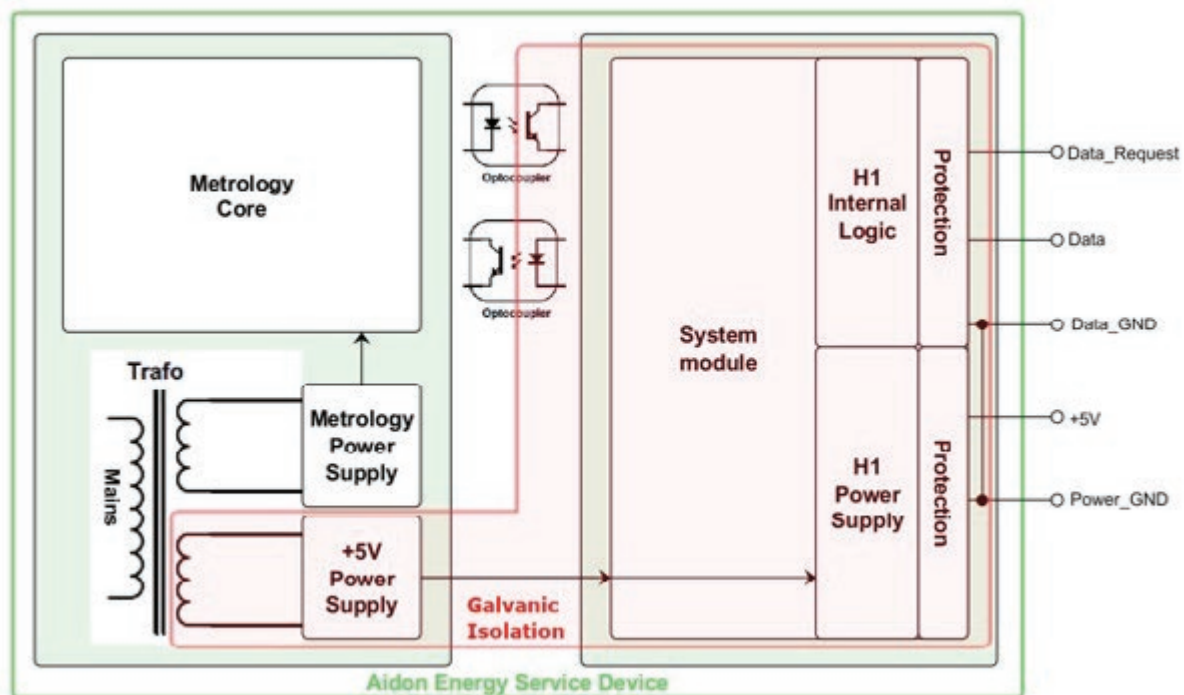 Metrology
Core
Trafo
Mains
Metrology
Power
Supply
+5V
Power
Supply
Optocoupler
Optocoupler
Galvanic
Isolation
System
module
H1
Internal
Logic
Protection
H1
Power
Supply
Protection
Data_Request
Data
Data_GND
+5V
Power_GND
Aidon Energy Service Device